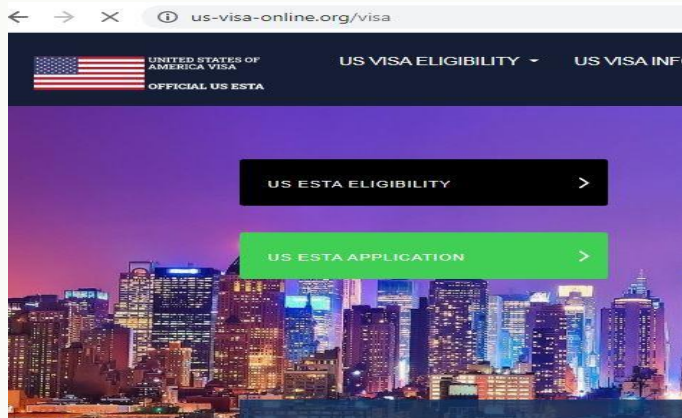 us-visa-online.org/visa
UNITED STATES OF
AMERICA VISA
OFFICIAL US ESTA
US VISA ELIGIBILITY
US VISA INFO
US ESTA ELIGIBILITY
US ESTA APPLICATION